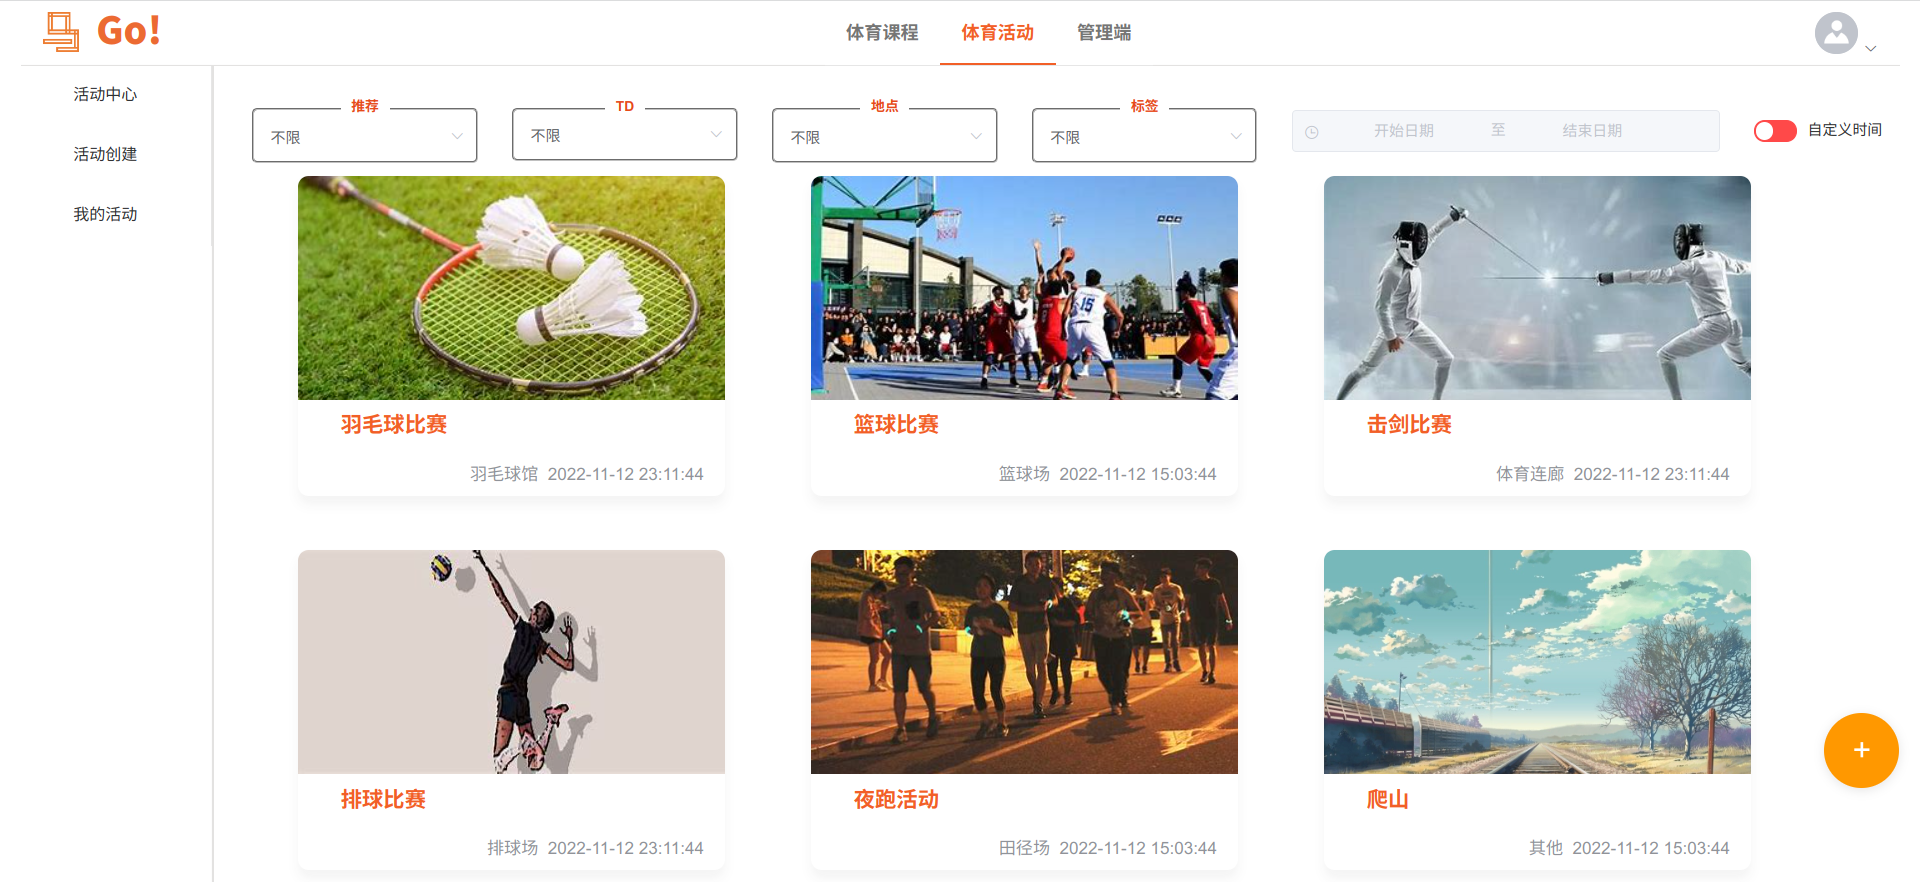 Go!
体育课程 体育活动 管理端
活动中心
活动创建
我的活动
推荐 TD 地点 标签
不限 不限 不限 不限 开始日期 至 结束日期 自定义时间
15
羽毛球比赛
羽毛球馆 2022-11-12 23:11:44
篮球比赛
篮球场 2022-11-12 15:03:44
击剑比赛
体育连廊 2022-11-12 23:11:44
排球比赛
排球场 2022-11-12 23:11:44
夜跑活动
田径场 2022-11-12 15:03:44
爬山
其他 2022-11-12 15:03:44
+